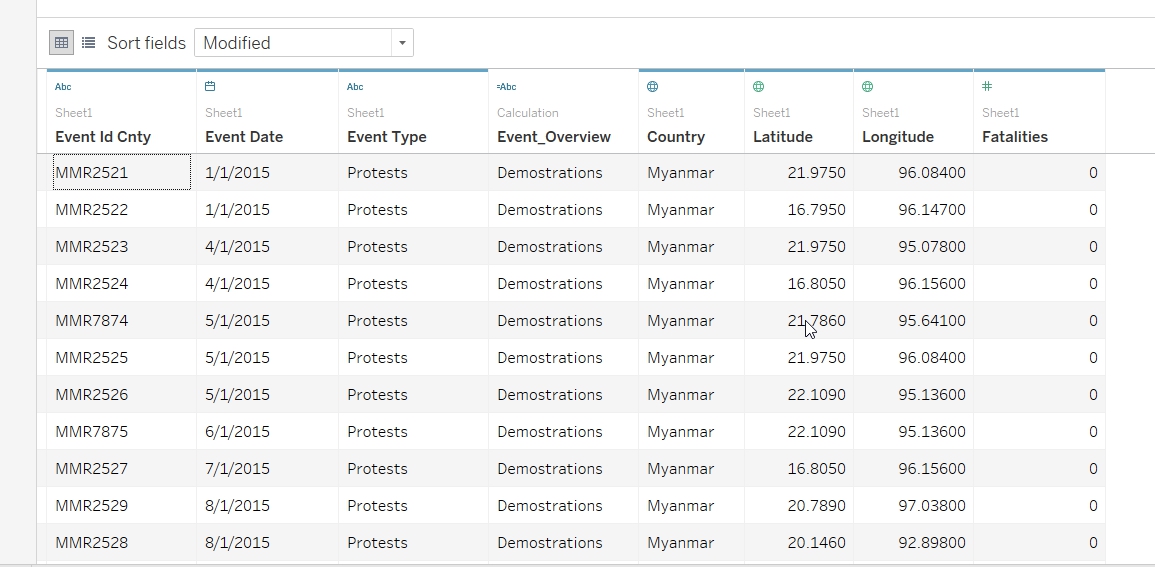 Sort fields Modified
Abc Abc =Abc #
Sheet1 Sheet1 Sheet1 Calculation Sheet1 Sheet1 Sheet1 Sheet1
Event Id Cnty Event Date Event Type Event_Overview Country Latitude Longitude Fatalities
MMR2521 1/1/2015 Protests Demostrations Myanmar 21.9750 96.08400 0
MMR2522 1/1/2015 Protests Demostrations Myanmar 16.7950 96.14700 0
MMR2523 4/1/2015 Protests Demostrations Myanmar 21.9750 95.07800 0
MMR2524 4/1/2015 Protests Demostrations Myanmar 16.8050 96.15600 0
MMR7874 5/1/2015 Protests Demostrations Myanmar 21.7860 95.64100 0
MMR2525 5/1/2015 Protests Demostrations Myanmar 21.9750 96.08400 0
MMR2526 5/1/2015 Protests Demostrations Myanmar 22.1090 95.13600 0
MMR7875 6/1/2015 Protests Demostrations Myanmar 22.1090 95.13600 0
MMR2527 7/1/2015 Protests Demostrations Myanmar 16.8050 96.15600 0
MMR2529 8/1/2015 Protests Demostrations Myanmar 20.7890 97.03800 0
MMR2528 8/1/2015 Protests Demostrations Myanmar 20.1460 92.89800 0